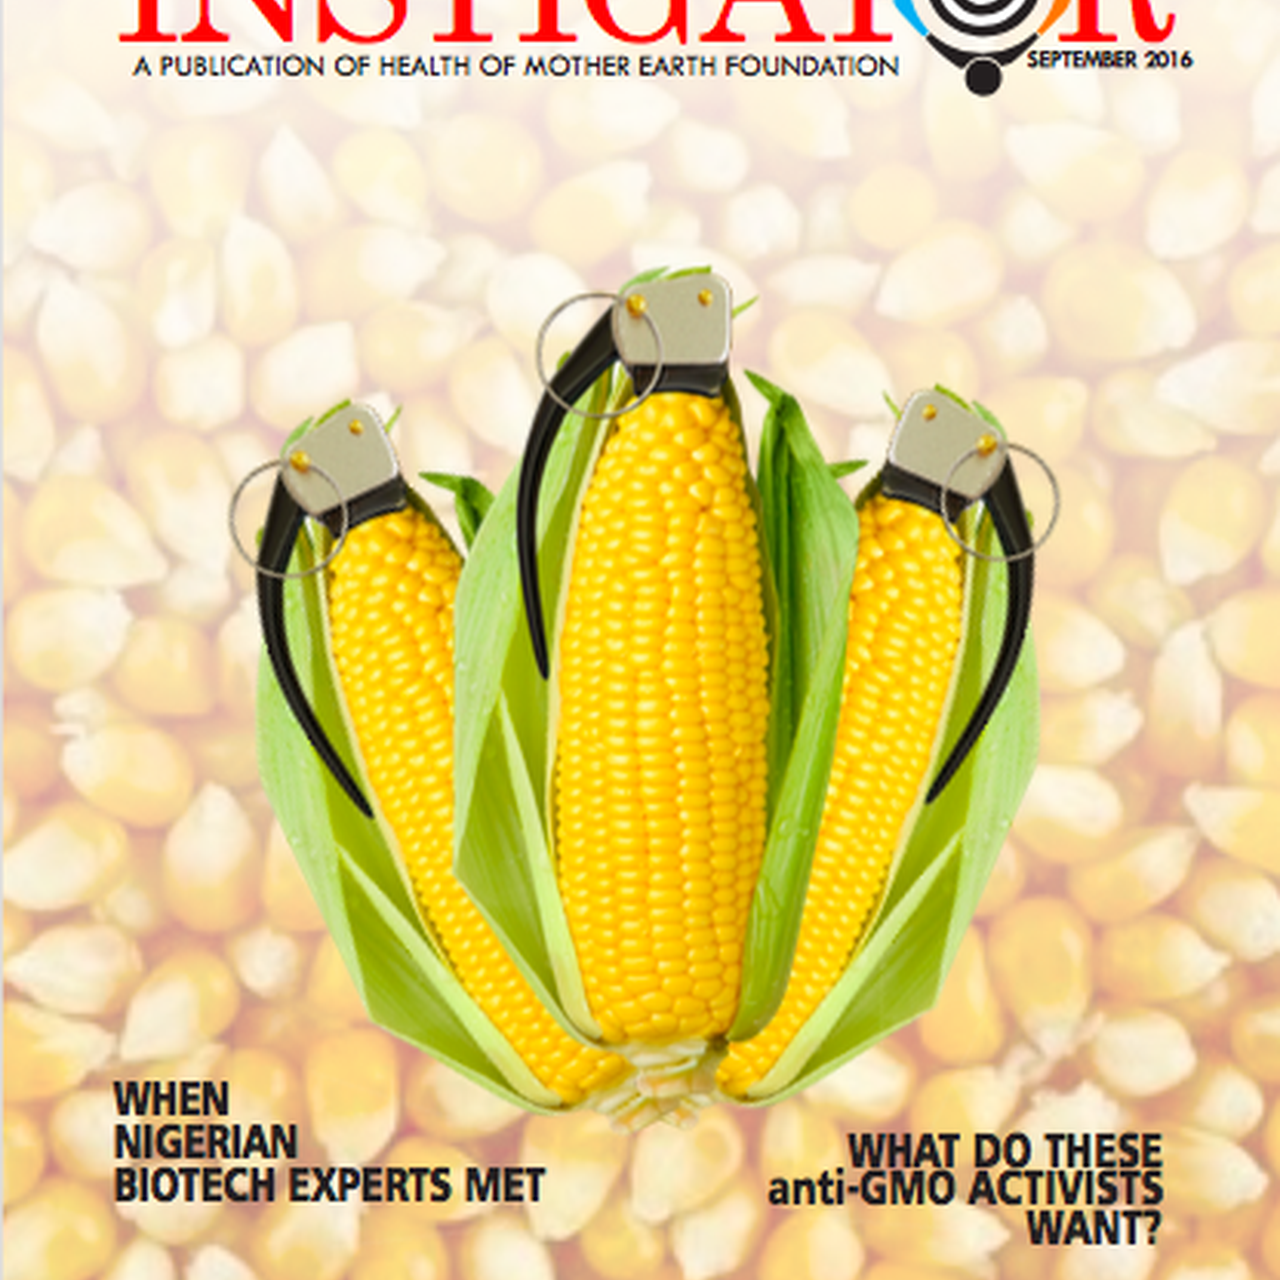 INSTIGATOR
A PUBLICATION OF HEALTH OF MOTHER EARTH FOUNDATION
SEPTEMBER 2016
WHEN
NIGERIAN
BIOTECH EXPERTS MET
WHAT DO THESE
anti-GMO ACTIVISTS
WANT?